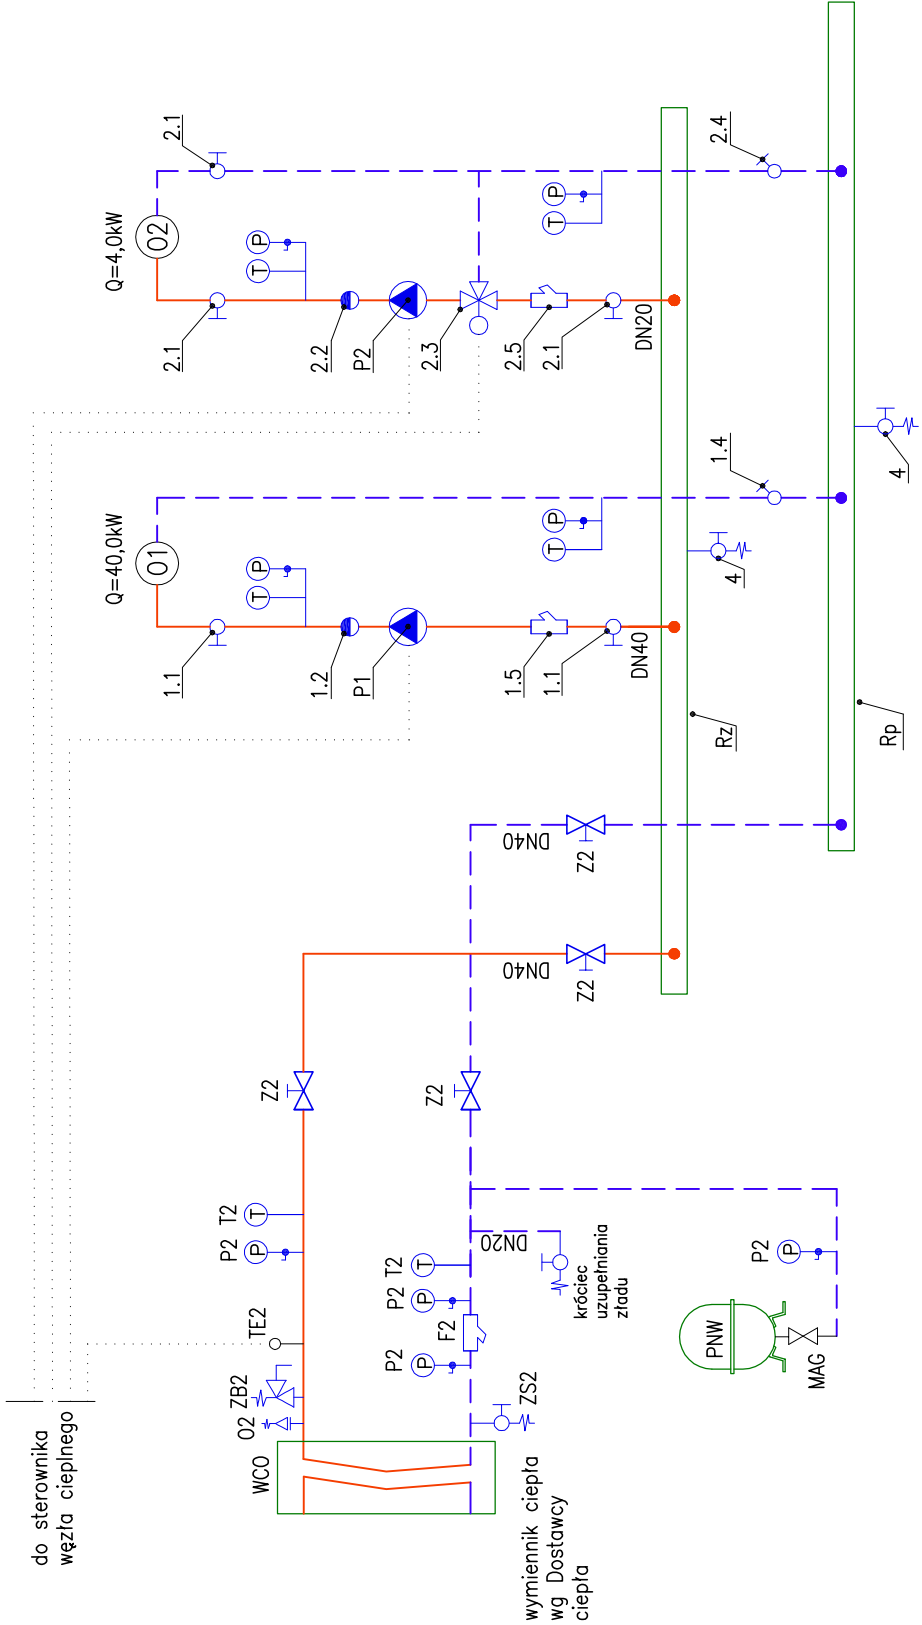 do sterownika
węzła cieplnego
Q=4,0kW
O2
2.1
2.1
T
P
2.2
P2
2.3
2.5
2.1
DN20
T
P
2.4
Q=40,0kW
O1
1.1
T
P
1.2
P1
1.5
1.1
DN40
T
P
1.4
4
4
Rz
Rp
DN40
Z2
DN40
Z2
Z2
Z2
T2
T
P2
P
TE2
ZB2
O2
WCO
T2
T
P2
P
F2
P2
P
ZS2
DN20
króciec
uzupełniania
zładu
P2
P
PNW
MAG
wymiennik ciepła
wg Dostawcy
ciepła